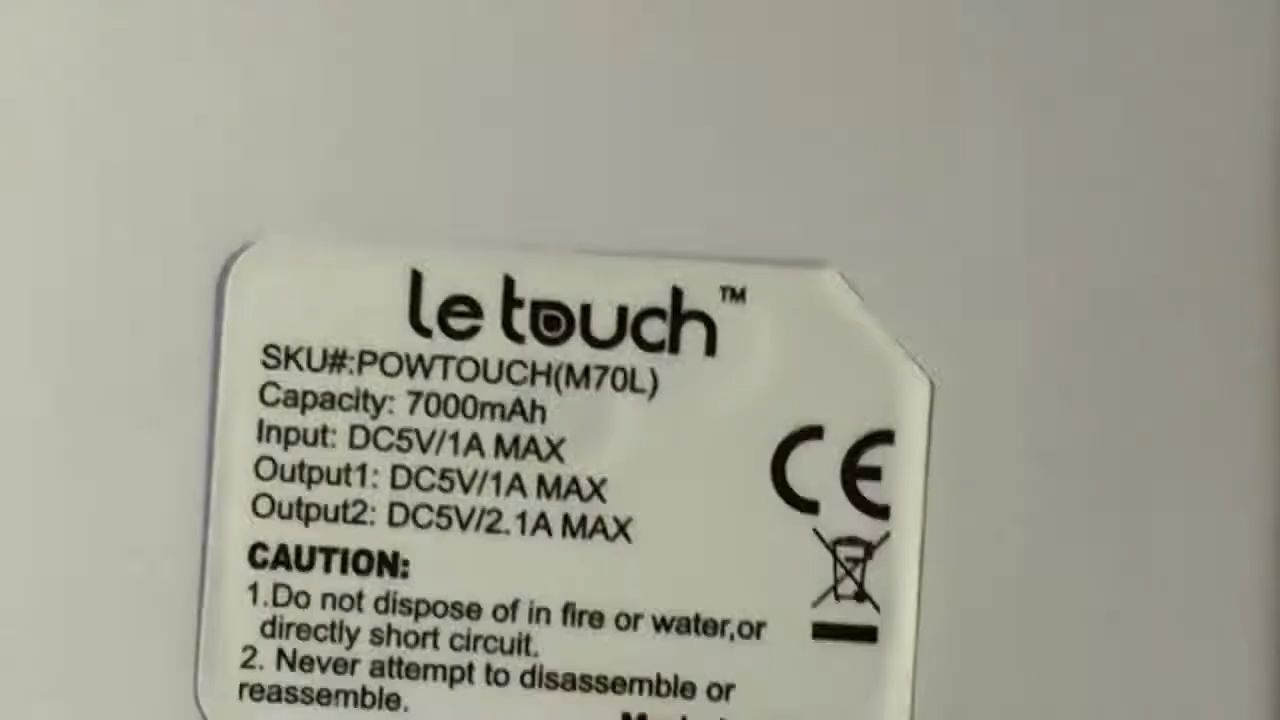 le touch™
SKU#:POWTOUCH(M70L)
Capacity: 7000mAh
Input: DC5V/1A MAX
Output1: DC5V/1A MAX
Output2: DC5V/2.1A MAX
CE
CAUTION:
1.Do not dispose of in fire or water,or
directly short circuit.
2. Never attempt to disassemble or
reassemble.